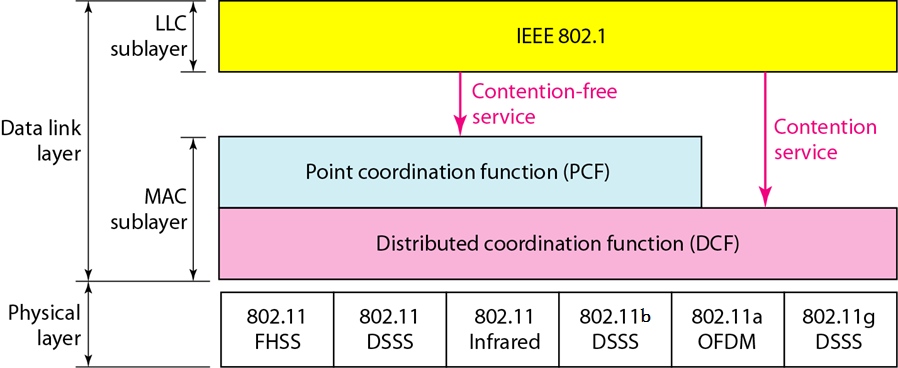 LLC
sublayer
IEEE 802.1
Contention-free
service
Contention
service
Data link
layer
MAC
sublayer
Point coordination function (PCF)
Distributed coordination function (DCF)
Physical
layer
802.11
FHSS
802.11
DSSS
802.11
Infrared
802.11b
DSSS
802.11a
OFDM
802.11g
DSSS